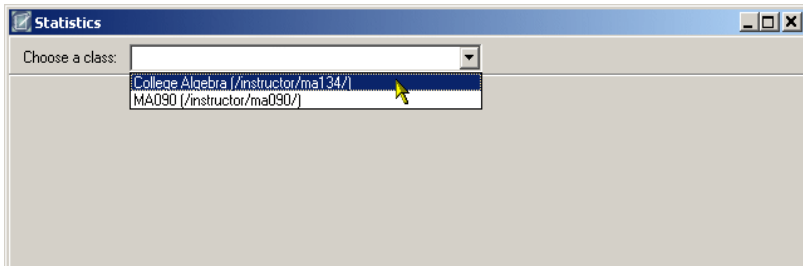 Statistics
Choose a class:
College Algebra (/instructor/ma134/)
MA090 (/instructor/ma090/)